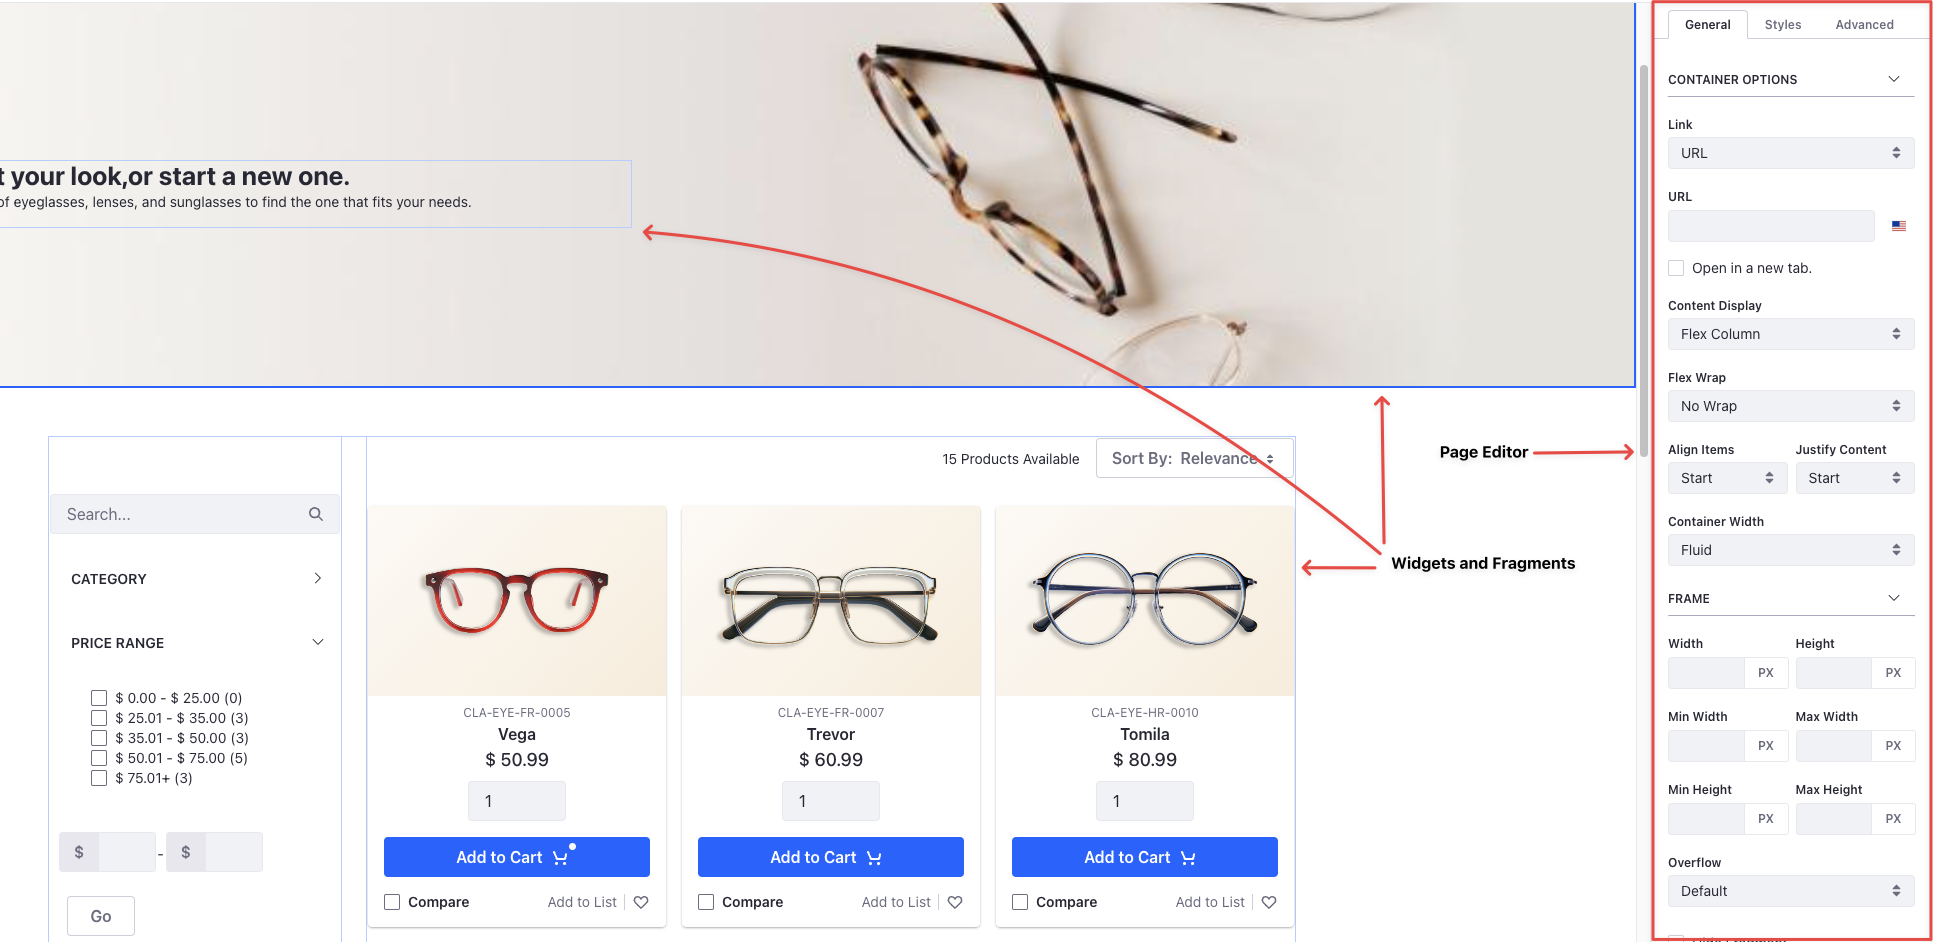 t your look,or start a new one.
of eyeglasses, lenses, and sunglasses to find the one that fits your needs.
15 Products Available
Sort By: Relevance
Search...
CATEGORY
PRICE RANGE
$ 0.00 - $ 25.00 (0)
$ 25.01 - $ 35.00 (3)
$ 35.01 - $ 50.00 (3)
$ 50.01 - $ 75.00 (5)
$ 75.01+ (3)
$ - $
Go
CLA-EYE-FR-0005
Vega
$ 50.99
1
Add to Cart
Compare Add to List
CLA-EYE-FR-0007
Trevor
$ 60.99
1
Add to Cart
Compare Add to List
CLA-EYE-HR-0010
Tomila
$ 80.99
1
Add to Cart
Compare Add to List
Page Editor
Widgets and Fragments
General Styles Advanced
CONTAINER OPTIONS
Link
URL
URL
Open in a new tab.
Content Display
Flex Column
Flex Wrap
No Wrap
Align Items Justify Content
Start Start
Container Width
Fluid
FRAME
Width Height
PX PX
Min Width Max Width
PX PX
Min Height Max Height
PX PX
Overflow
Default